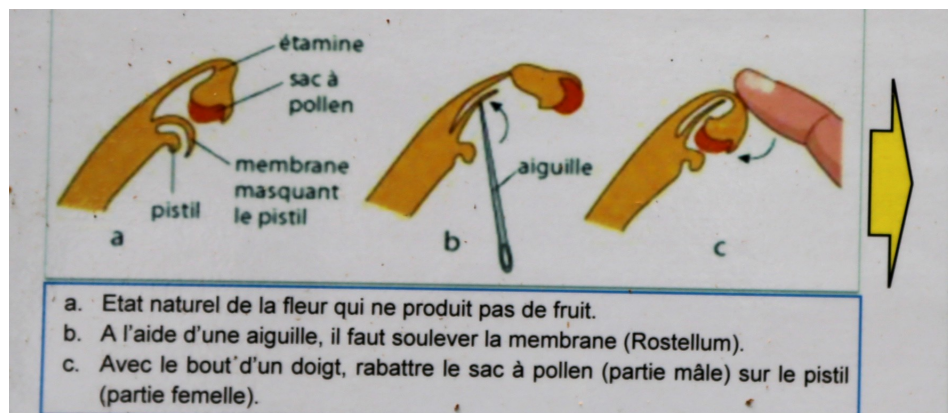 étamine
sac à
pollen
membrane
masquant
le pistil
pistil
a
aiguille
b
c
a. Etat naturel de la fleur qui ne produit pas de fruit.
b. A l'aide d'une aiguille, il faut soulever la membrane (Rostellum).
c. Avec le bout d'un doigt, rabattre le sac à pollen (partie mâle) sur le pistil
(partie femelle).